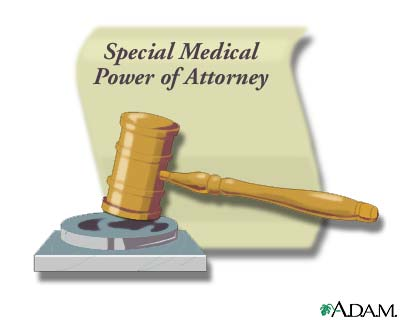 Special Medical
Power of Attorney
A.D.A.M.